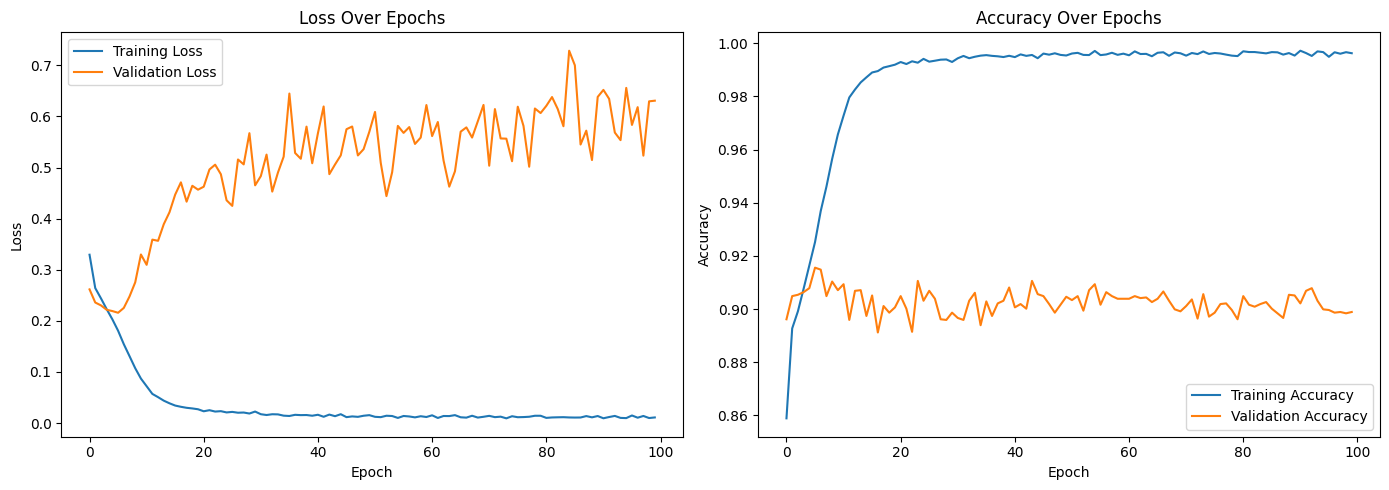 Loss Over Epochs
Training Loss
Validation Loss
Loss
0.7
0.6
0.5
0.4
0.3
0.2
0.1
0.0
0 20 40 60 80 100
Epoch
Accuracy Over Epochs
Accuracy
1.00
0.98
0.96
0.94
0.92
0.90
0.88
0.86
Training Accuracy
Validation Accuracy
0 20 40 60 80 100
Epoch